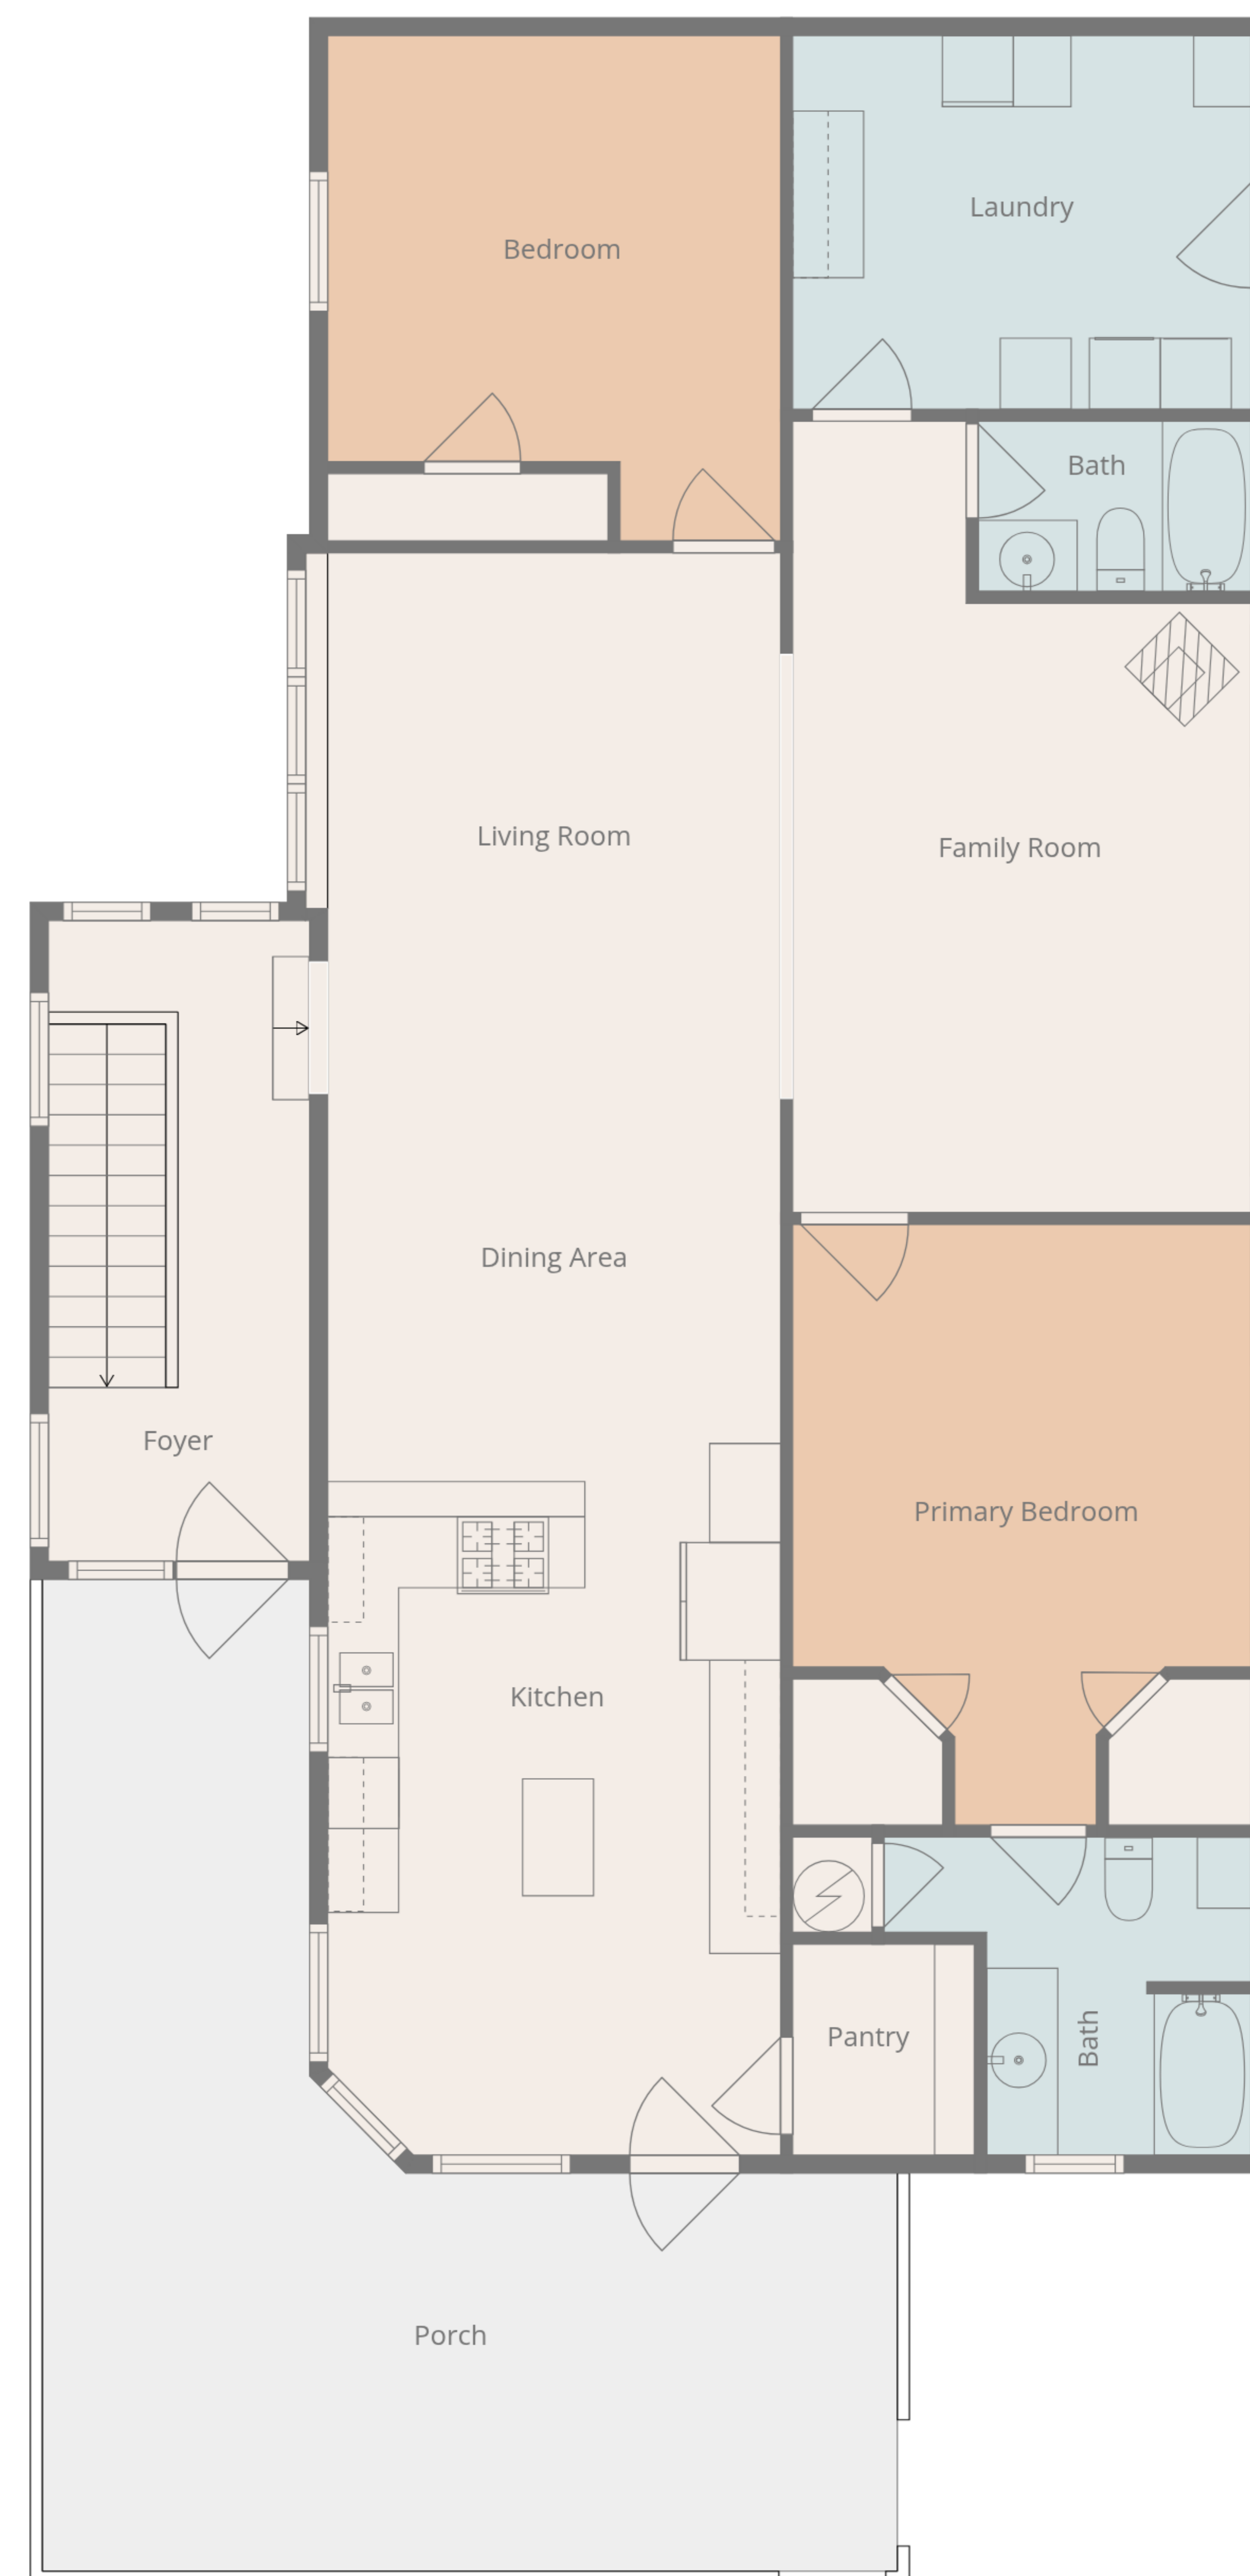 Laundry
Bedroom
Bath
Living Room
Family Room
Dining Area
Foyer
Primary Bedroom
Kitchen
Pantry
Bath
Porch